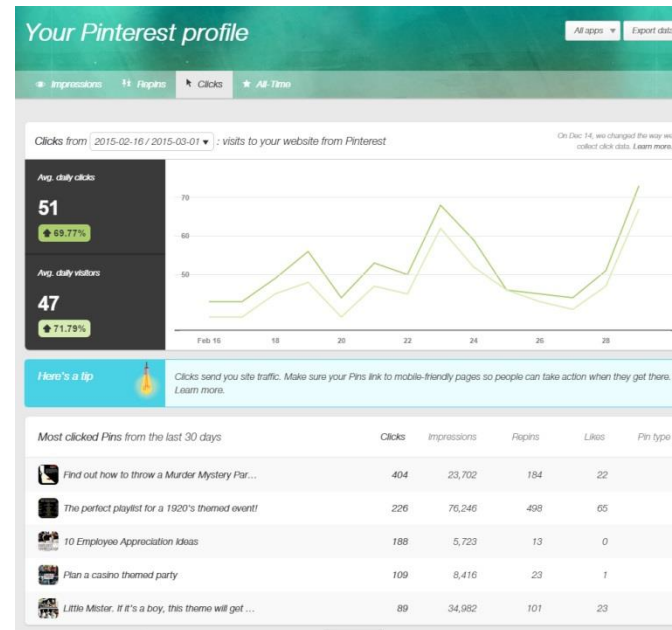 Your Pinterest profile
All apps ▼ Export data
Impressions Repins Clicks All-Time
Clicks from 2015-02-16 / 2015-03-01 ▼ : visits to your website from Pinterest
On Dec 14, we changed the way we
collect click data. Learn more.
Avg. daily clicks
51
69.77%
Avg. daily visitors
47
71.79%
70
60
50
Feb 16 18 20 22 24 26 28
Here's a tip
Clicks send you site traffic. Make sure your Pins link to mobile-friendly pages so people can take action when they get there.
Learn more.
Most clicked Pins from the last 30 days Clicks Impressions Repins Likes Pin type
Find out how to throw a Murder Mystery Par... 404 23,702 184 22
The perfect playlist for a 1920's themed event! 226 76,246 498 65
10 Employee Appreciation Ideas 188 5,723 13 0
Plan a casino themed party 109 8,416 23 1
Little Mister. If it's a boy, this theme will get ... 89 34,982 101 23